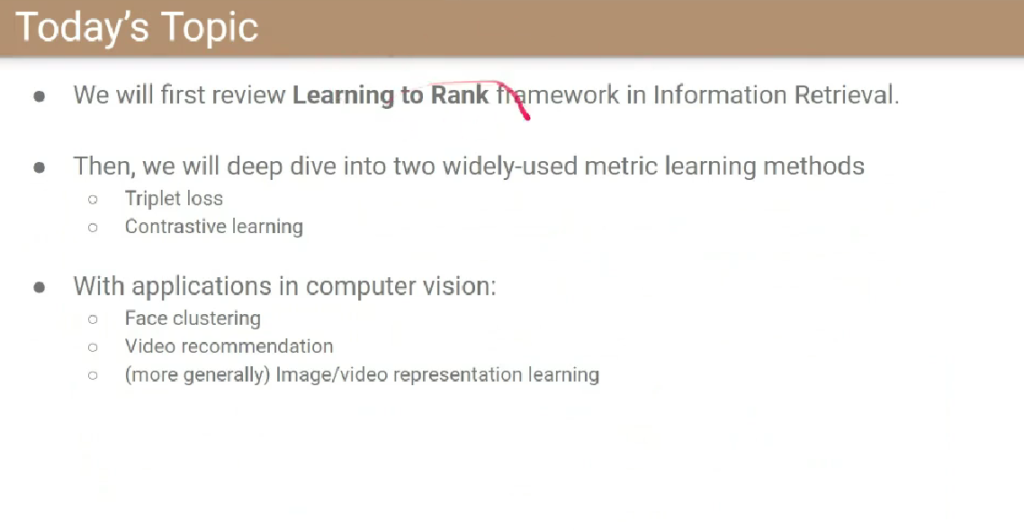 Today's Topic
● We will first review Learning to Rank framework in Information Retrieval.
● Then, we will deep dive into two widely-used metric learning methods
○ Triplet loss
○ Contrastive learning
● With applications in computer vision:
○ Face clustering
○ Video recommendation
○ (more generally) Image/video representation learning